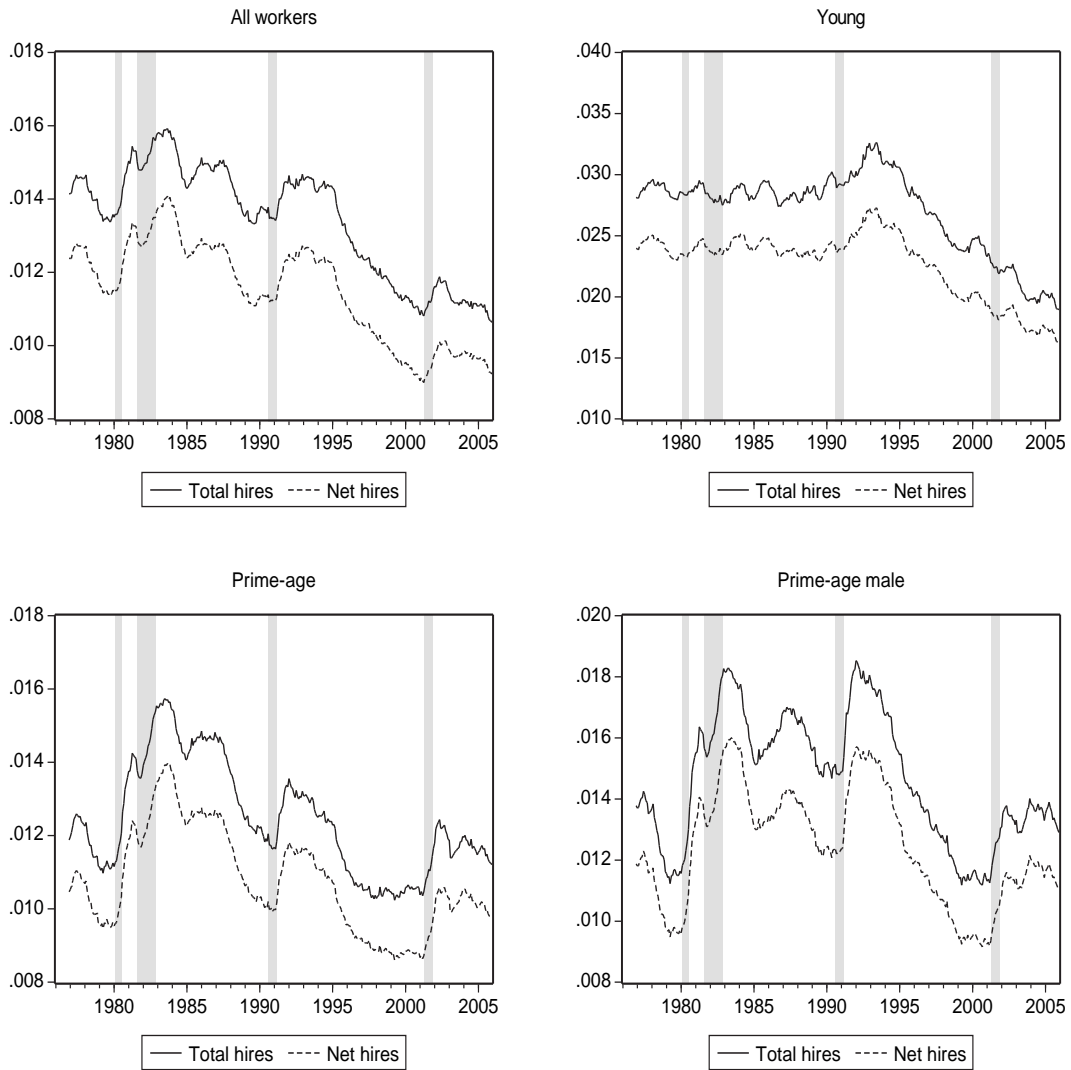 All workers
.018
.016
.014
.012
.010
.008
1980 1985 1990 1995 2000 2005
Total hires Net hires
Young
.040
.035
.030
.025
.020
.015
.010
1980 1985 1990 1995 2000 2005
Total hires Net hires
Prime-age
.018
.016
.014
.012
.010
.008
1980 1985 1990 1995 2000 2005
Total hires Net hires
Prime-age male
.020
.018
.016
.014
.012
.010
.008
1980 1985 1990 1995 2000 2005
Total hires Net hires